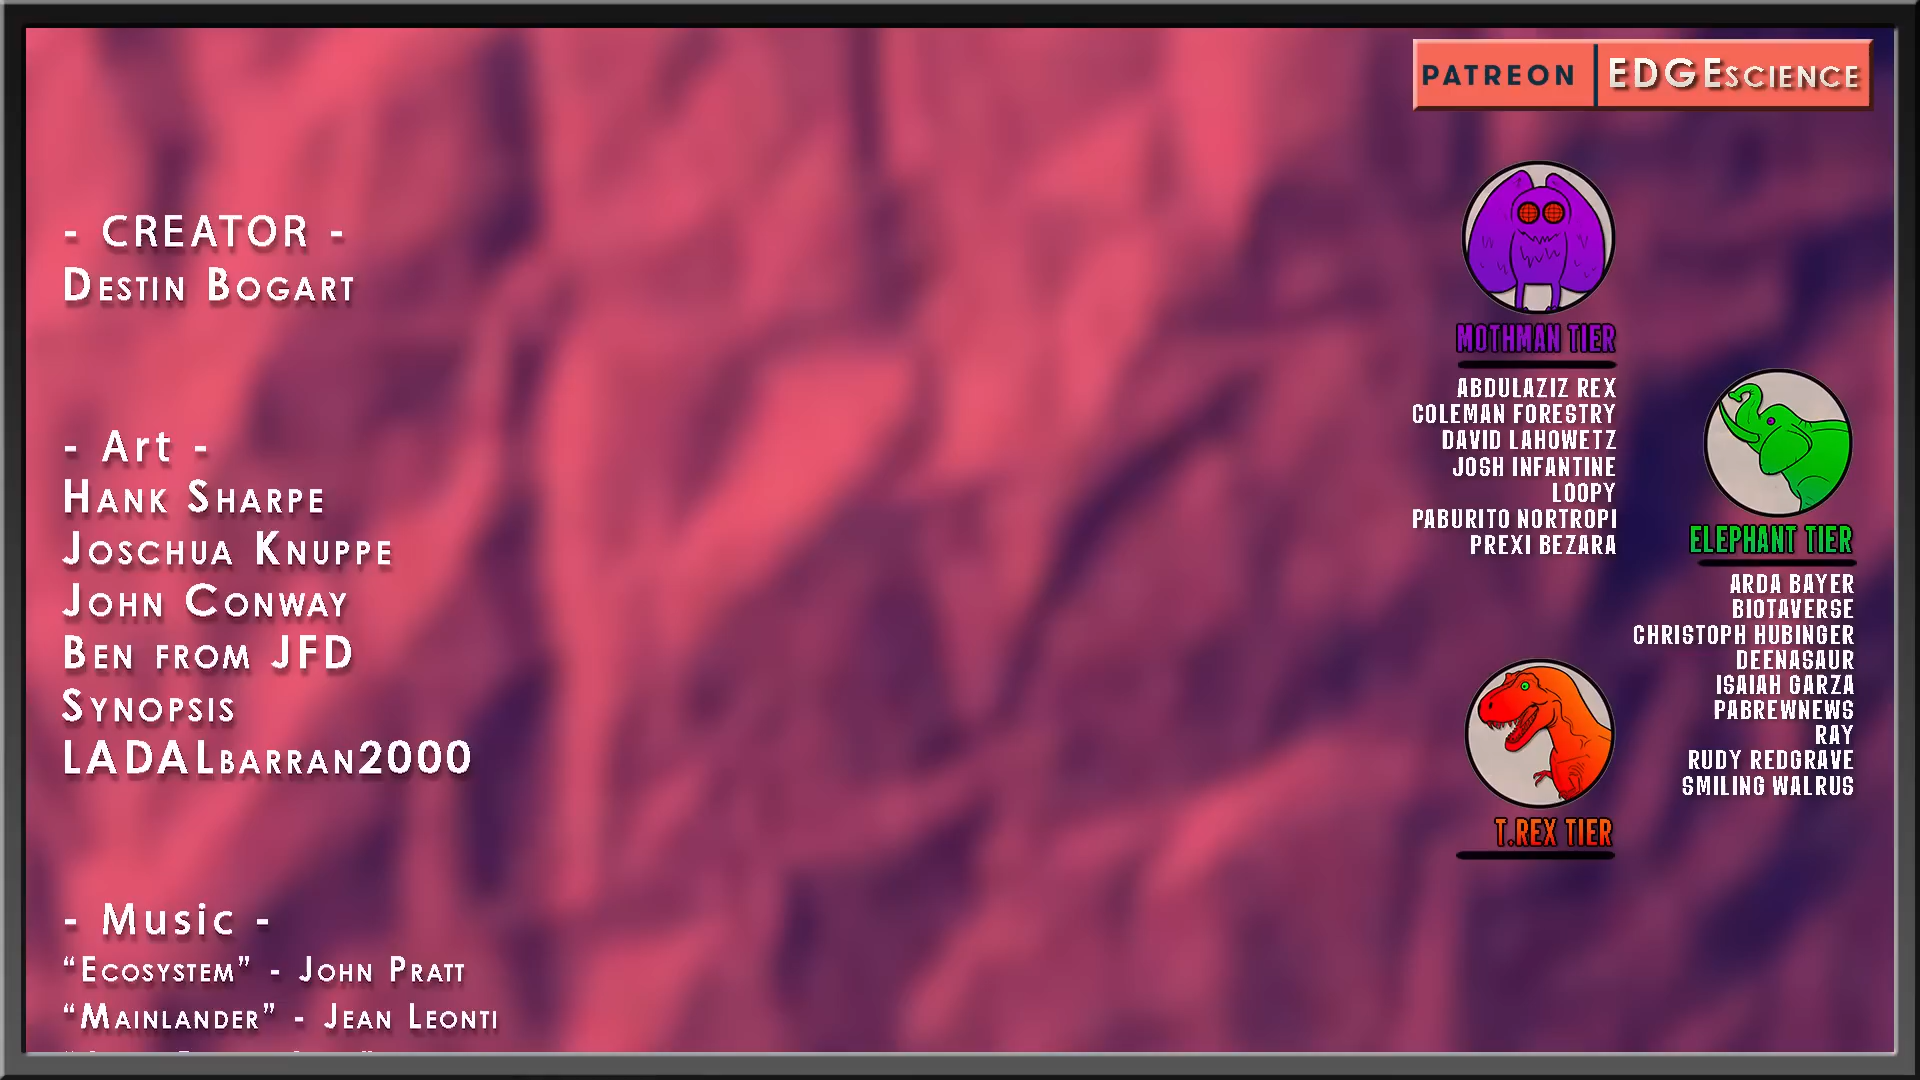 PATREON EDGESCIENCE
- CREATOR -
DESTIN BOGART
- Art -
HANK SHARPE
JOSCHUA KNUPPE
JOHN CONWAY
BEN FROM JFD
SYNOPSIS
LADALBARRAN2000
- Music -
“ECOSYSTEM” - JOHN PRATT
“MAINLANDER” - JEAN LEONTI
MOTHMAN TIER
ABDULAZIZ REX
COLEMAN FORESTRY
DAVID LAHOWETZ
JOSH INFANTINE
LOOPY
PABURITO NORTROPI
PREXI BEZARA
ELEPHANT TIER
ARDA BAYER
BIOTAVERSE
CHRISTOPH HUBINGER
DEENASAUR
ISAIAH GARZA
PABREWNEWS
RAY
RUDY REDGRAVE
SMILING WALRUS
T.REX TIER